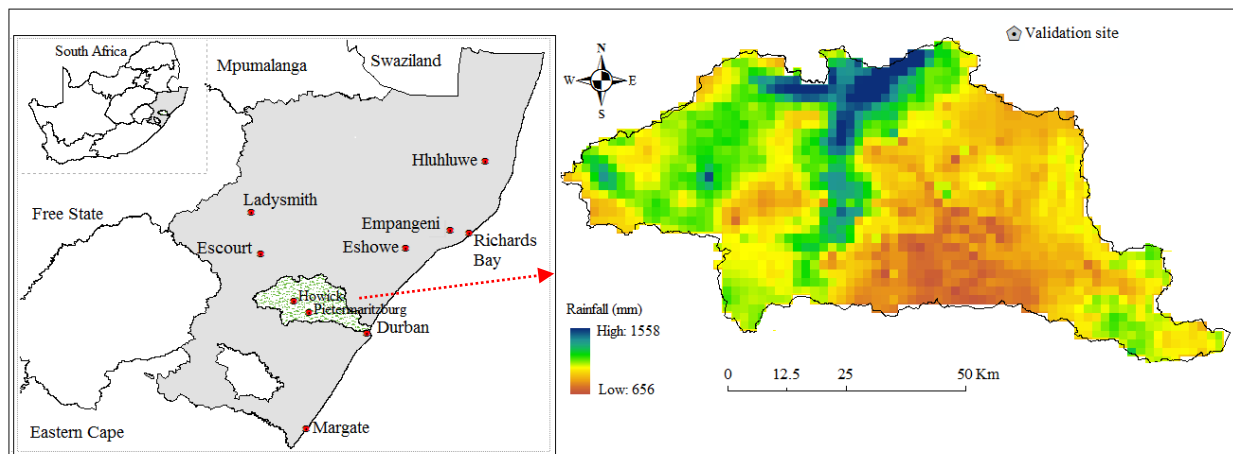 South Africa
Mpumalanga
Swaziland
Hluhluwe
Ladysmith
Free State
Empangeni
Escourt
Eshowe
Richards
Bay
Howick
Pietermaritzburg
Durban
Eastern Cape
Margate
Validation site
N
W
E
S
Rainfall (mm)
High: 1558
Low: 656
0 12.5 25 50 Km